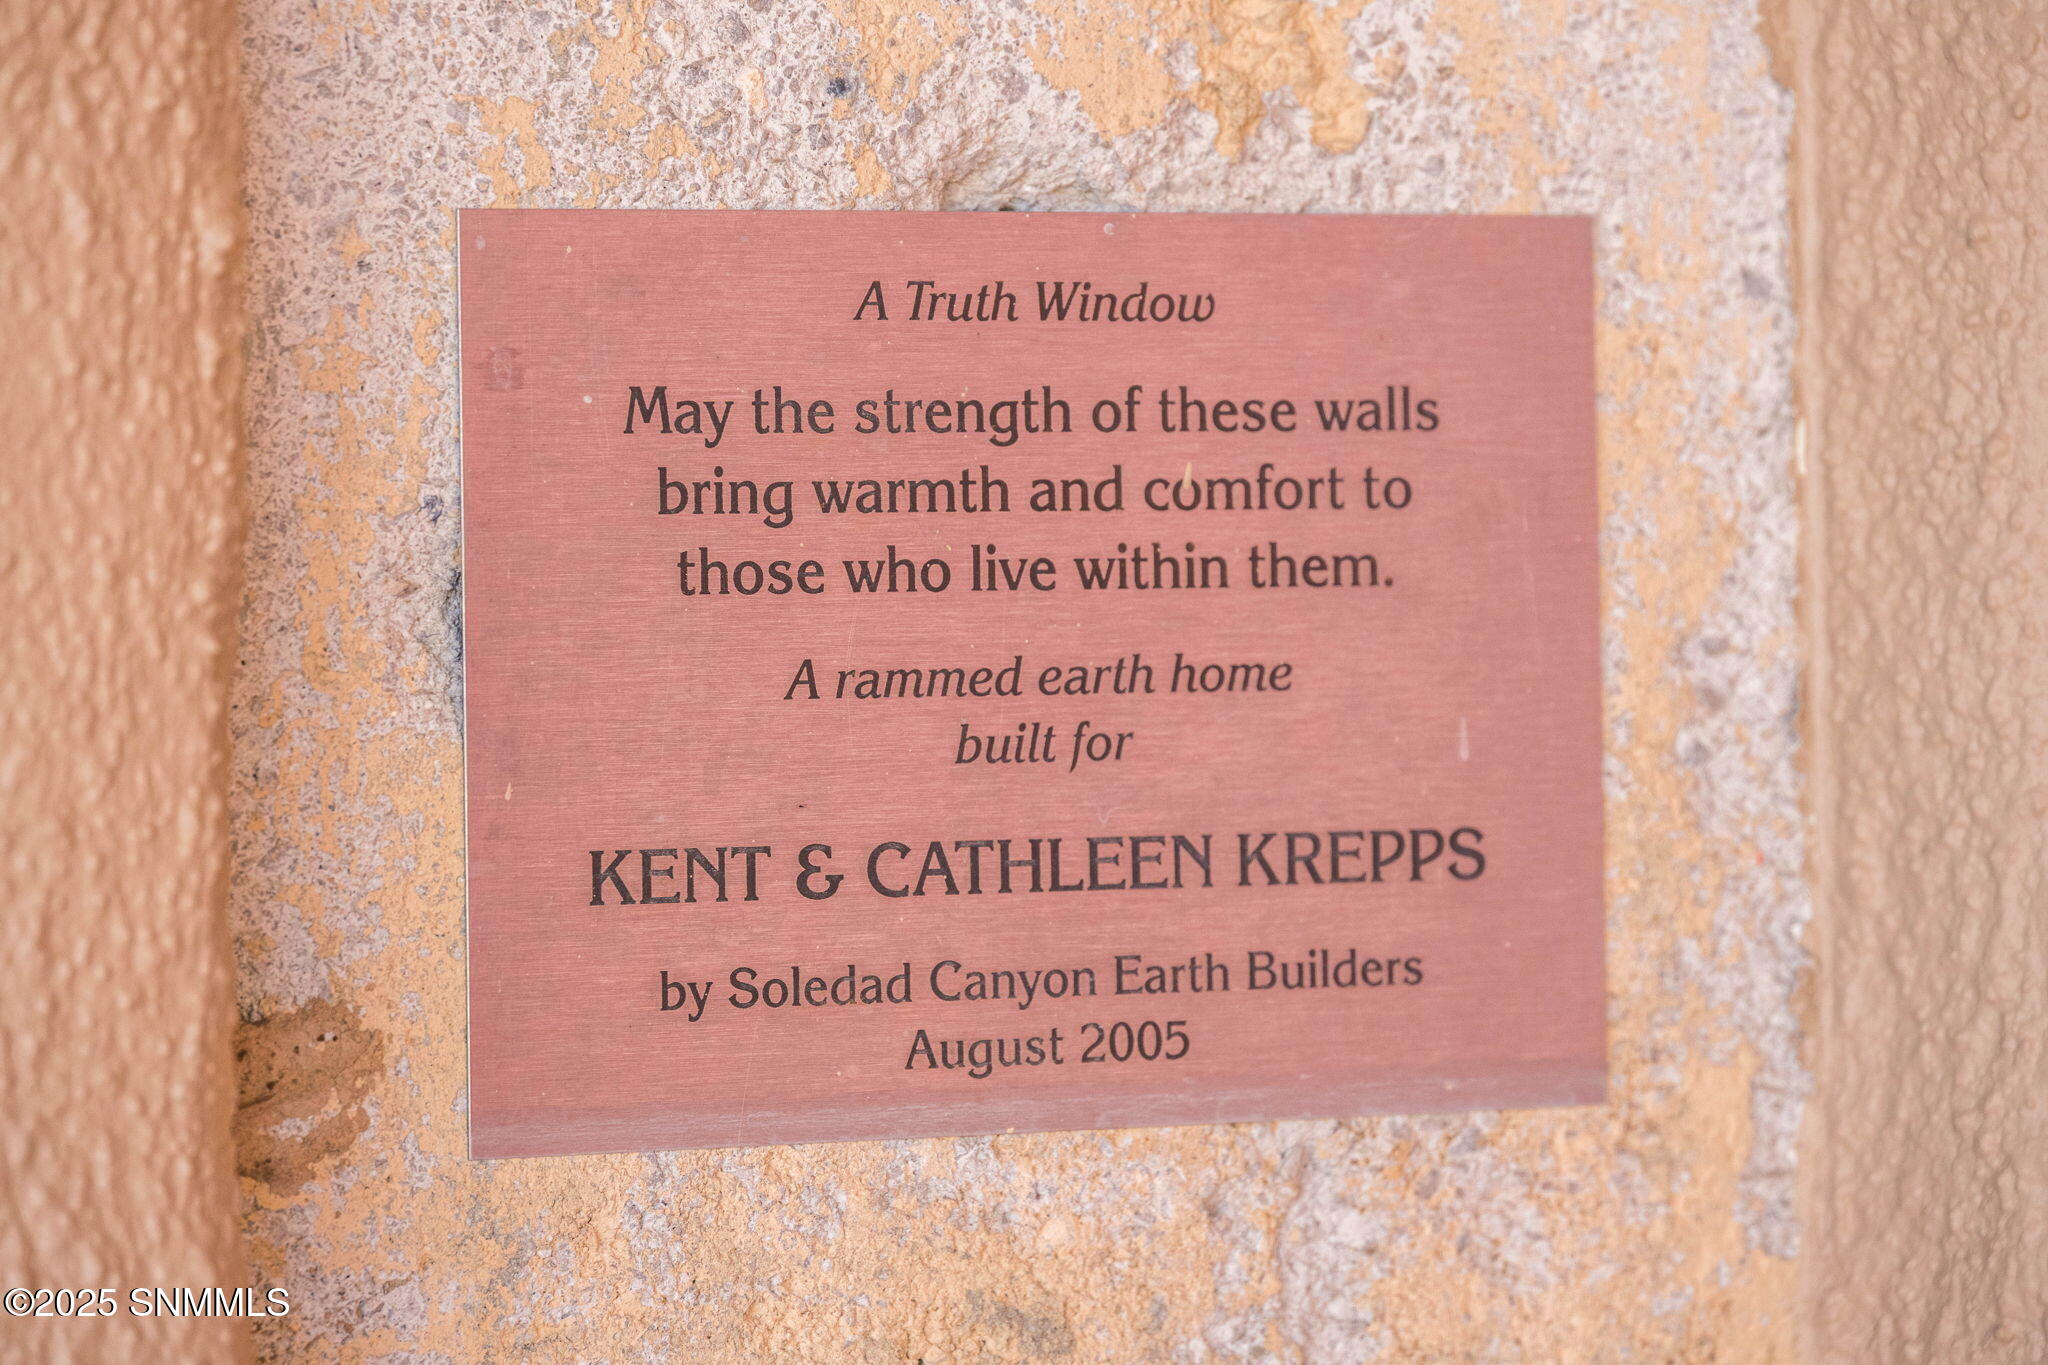 A Truth Window
May the strength of these walls
bring warmth and comfort to
those who live within them.
A rammed earth home
built for
KENT & CATHLEEN KREPPS
by Soledad Canyon Earth Builders
August 2005
©2025 SNMMLS